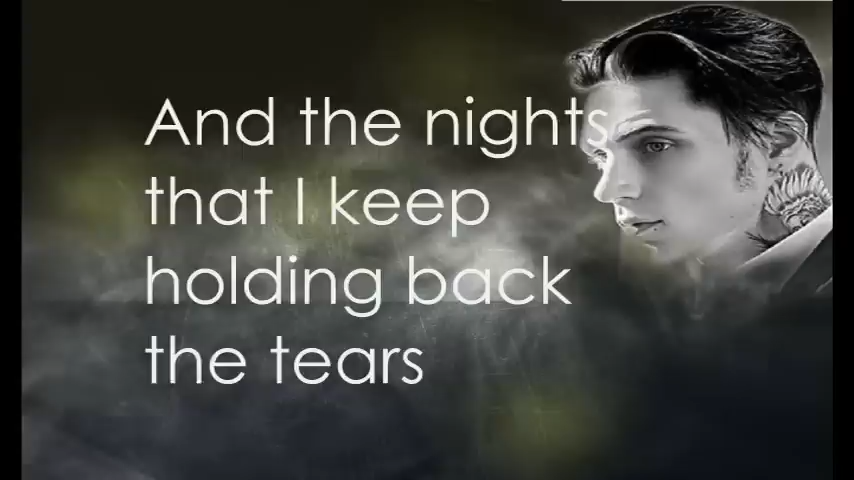 And the nights
that I keep
holding back
the tears